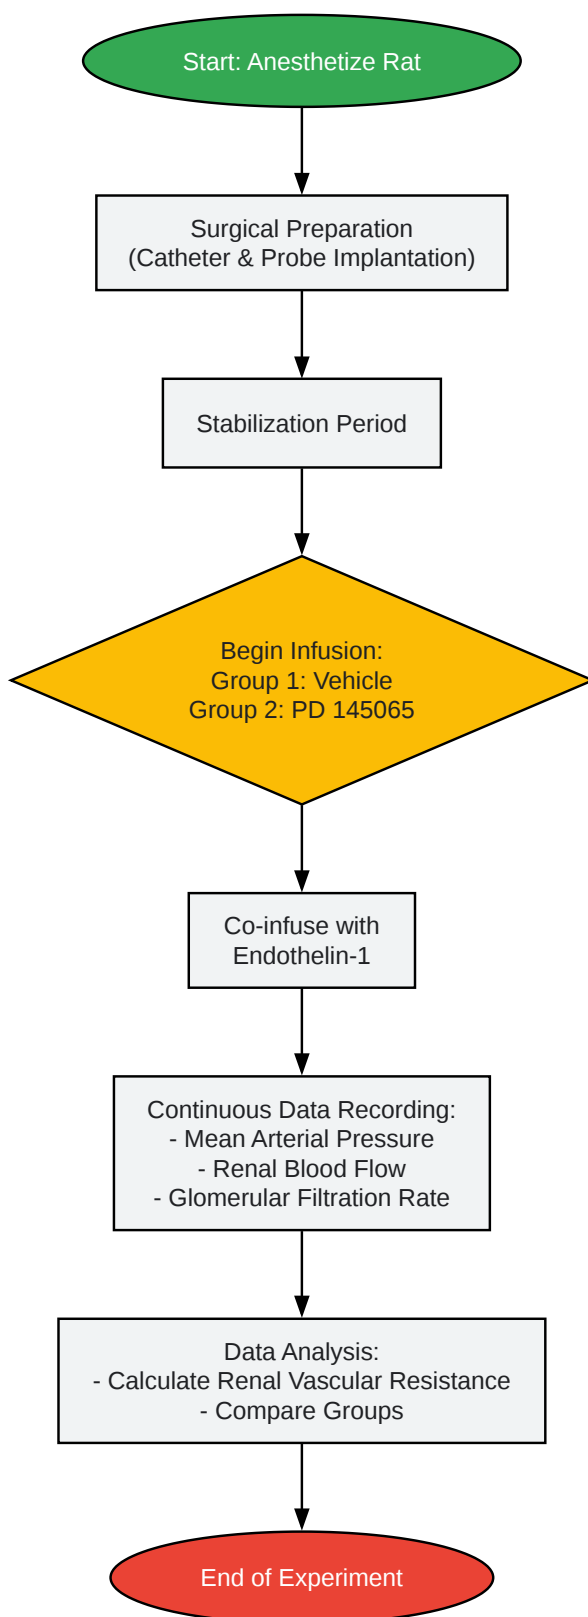 Start: Anesthetize Rat
Surgical Preparation
(Catheter & Probe Implantation)
Stabilization Period
Begin Infusion:
Group 1: Vehicle
Group 2: PD 145065
Co-infuse with
Endothelin-1
Continuous Data Recording:
- Mean Arterial Pressure
- Renal Blood Flow
- Glomerular Filtration Rate
Data Analysis:
- Calculate Renal Vascular Resistance
- Compare Groups
End of Experiment